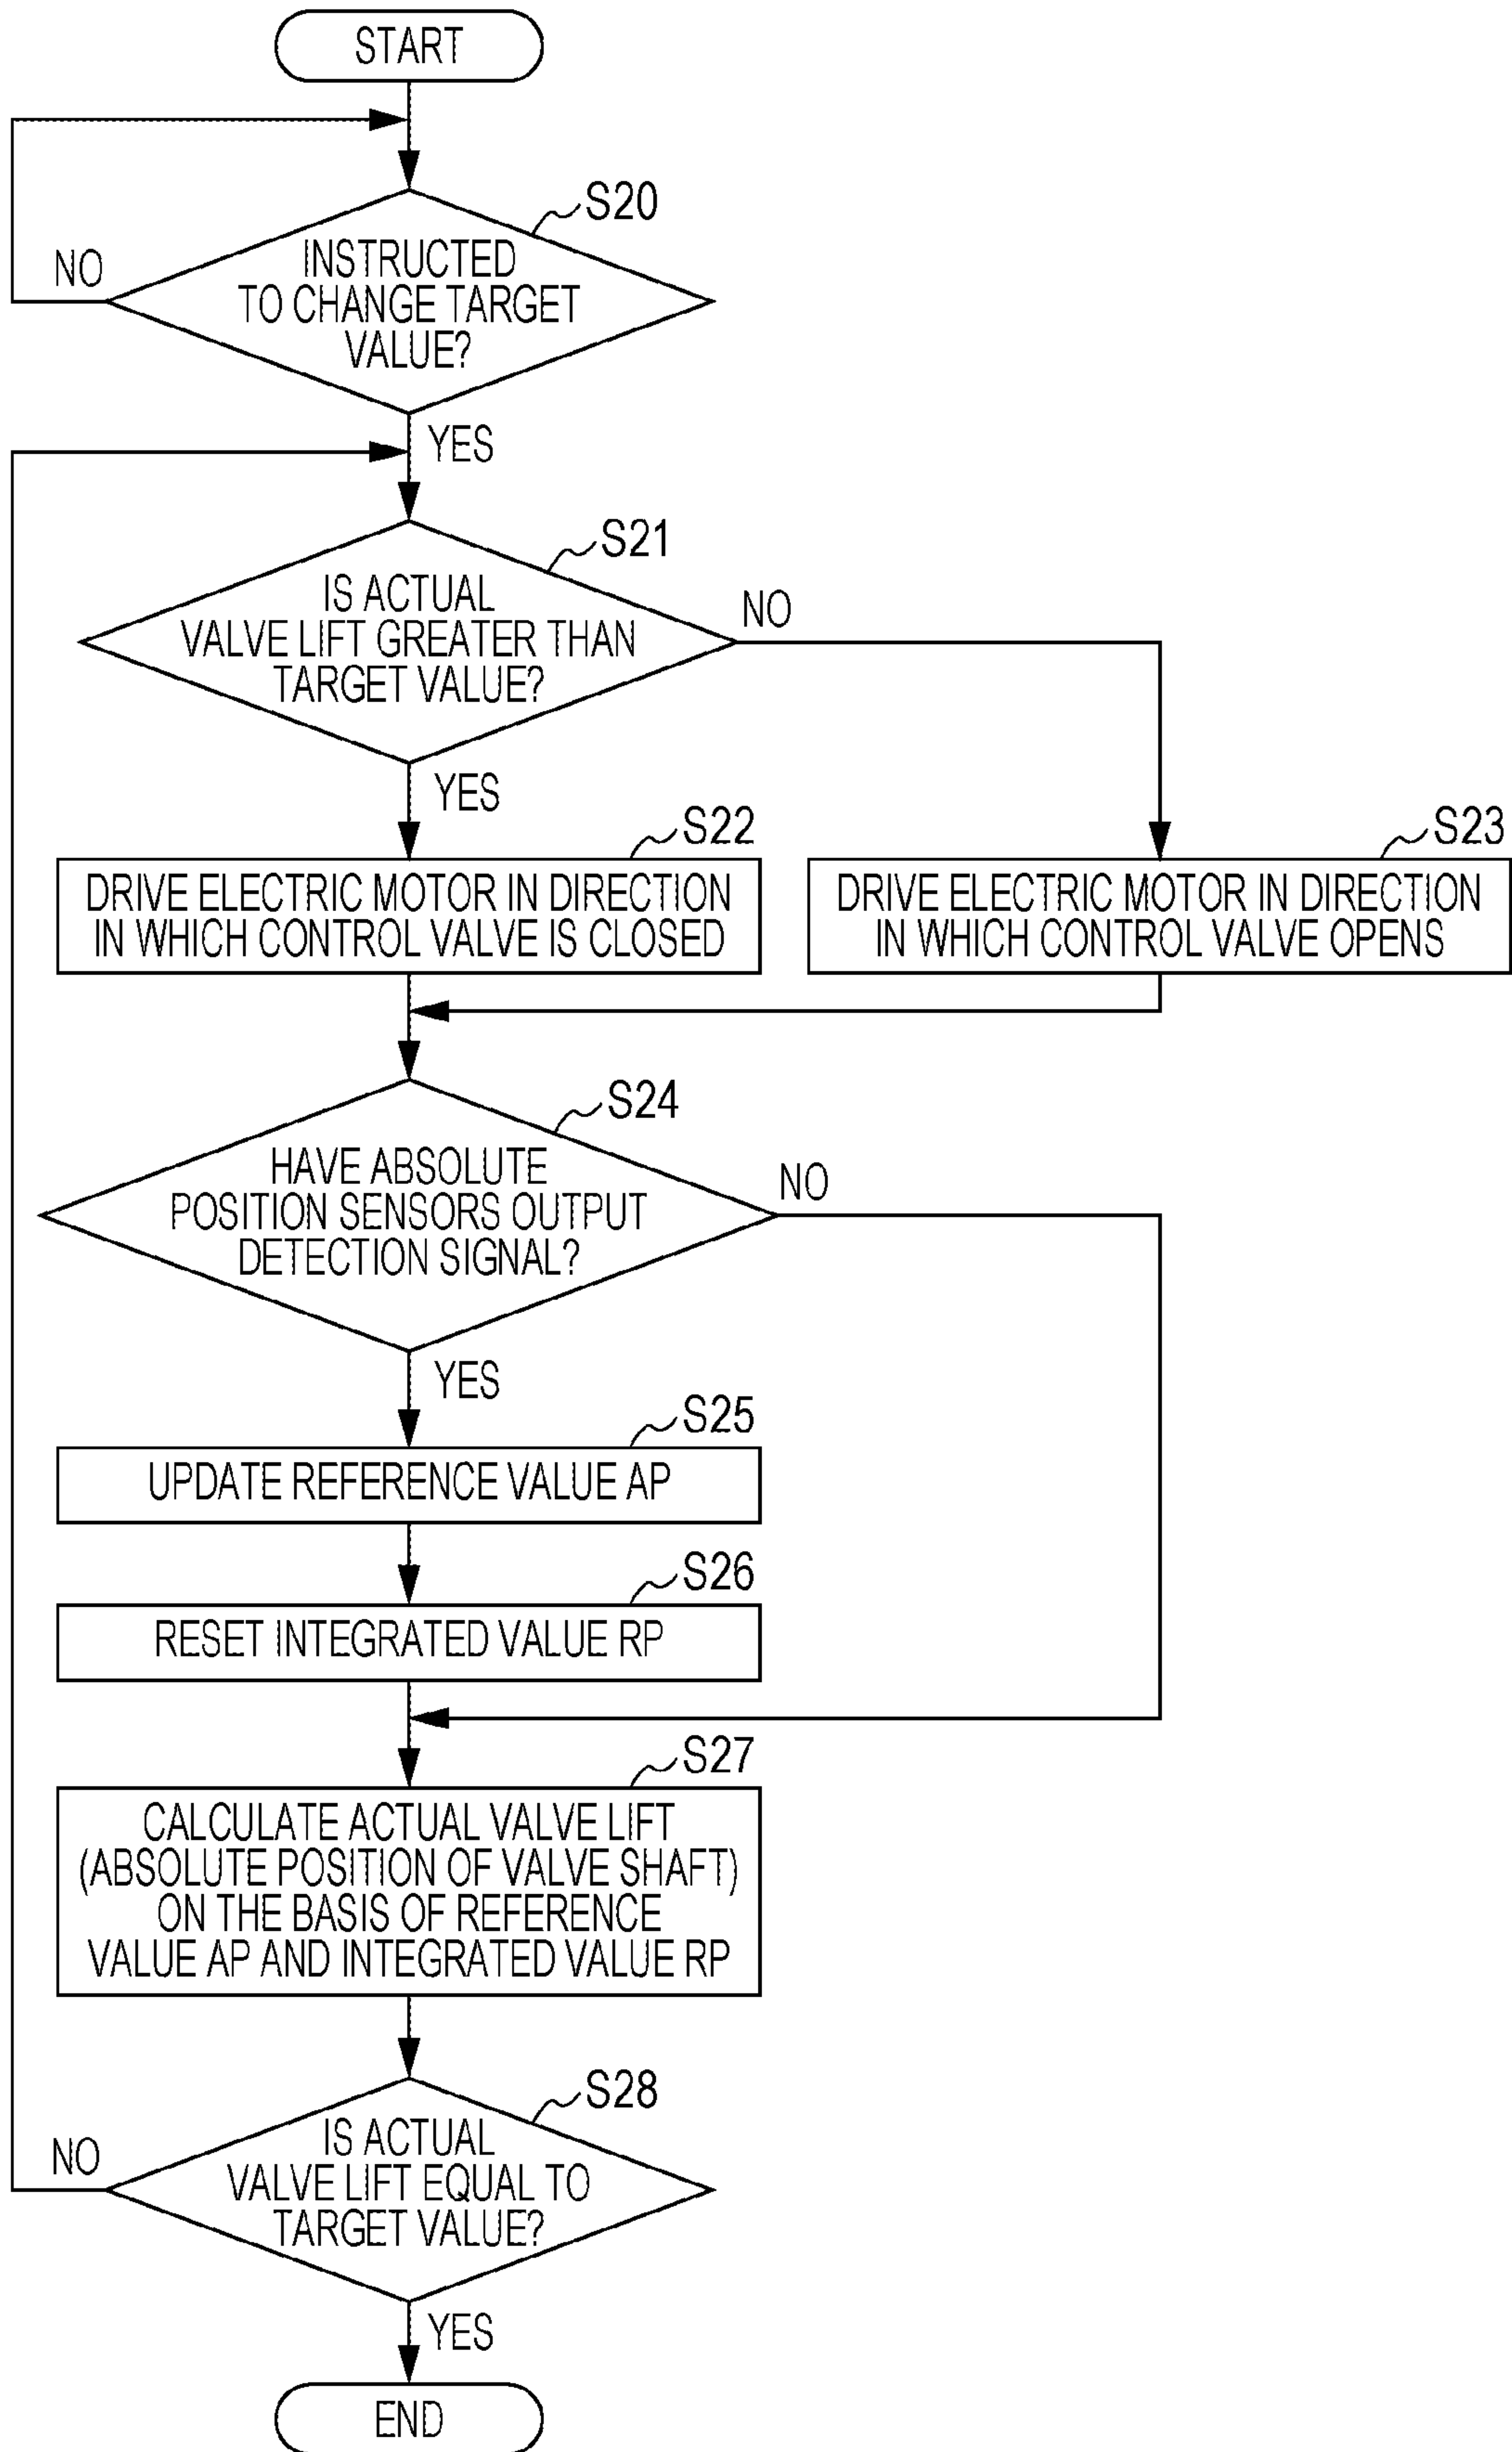 START
S20
NO
INSTRUCTED
TO CHANGE TARGET
VALUE?
YES
S21
IS ACTUAL
VALVE LIFT GREATER THAN
TARGET VALUE?
NO
YES
S22
DRIVE ELECTRIC MOTOR IN DIRECTION
IN WHICH CONTROL VALVE IS CLOSED
S23
DRIVE ELECTRIC MOTOR IN DIRECTION
IN WHICH CONTROL VALVE OPENS
S24
HAVE ABSOLUTE
POSITION SENSORS OUTPUT
DETECTION SIGNAL?
NO
YES
S25
UPDATE REFERENCE VALUE AP
S26
RESET INTEGRATED VALUE RP
S27
CALCULATE ACTUAL VALVE LIFT
(ABSOLUTE POSITION OF VALVE SHAFT)
ON THE BASIS OF REFERENCE
VALUE AP AND INTEGRATED VALUE RP
S28
NO
IS ACTUAL
VALVE LIFT EQUAL TO
TARGET VALUE?
YES
END